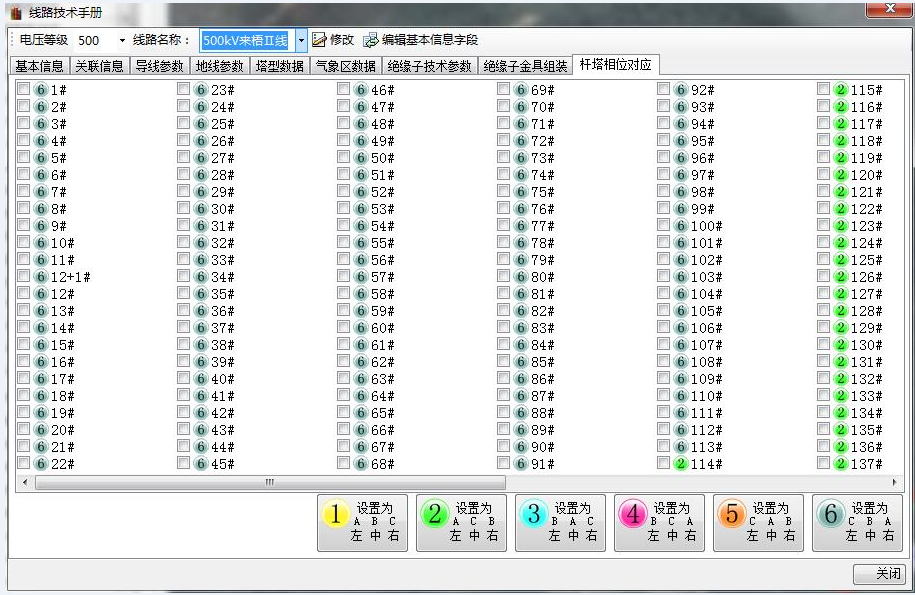 线路技术手册
电压等级 500 线路名称： 500kV来梧Ⅱ线 修改 编辑基本信息字段
基本信息 关联信息 导线参数 地线参数 塔型数据 气象区数据 绝缘子技术参数 绝缘子金具组装 杆塔相位对应
6 1# 6 23# 6 46# 6 69# 6 92# 2 115#
6 2# 6 24# 6 47# 6 70# 6 93# 2 116#
6 3# 6 25# 6 48# 6 71# 6 94# 2 117#
6 4# 6 26# 6 49# 6 72# 6 95# 2 118#
6 5# 6 27# 6 50# 6 73# 6 96# 2 119#
6 6# 6 28# 6 51# 6 74# 6 97# 2 120#
6 7# 6 29# 6 52# 6 75# 6 98# 2 121#
6 8# 6 30# 6 53# 6 76# 6 99# 2 122#
6 9# 6 31# 6 54# 6 77# 6 100# 2 123#
6 10# 6 32# 6 55# 6 78# 6 101# 2 124#
6 11# 6 33# 6 56# 6 79# 6 102# 2 125#
6 12+1# 6 34# 6 57# 6 80# 6 103# 2 126#
6 12# 6 35# 6 58# 6 81# 6 104# 2 127#
6 13# 6 36# 6 59# 6 82# 6 105# 2 128#
6 14# 6 37# 6 60# 6 83# 6 106# 2 129#
6 15# 6 38# 6 61# 6 84# 6 107# 2 130#
6 16# 6 39# 6 62# 6 85# 6 108# 2 131#
6 17# 6 40# 6 63# 6 86# 6 109# 2 132#
6 18# 6 41# 6 64# 6 87# 6 110# 2 133#
6 19# 6 42# 6 65# 6 88# 6 111# 2 134#
6 20# 6 43# 6 66# 6 89# 6 112# 2 135#
6 21# 6 44# 6 67# 6 90# 6 113# 2 136#
6 22# 6 45# 6 68# 6 91# 2 114# 2 137#
1 设置为 2 设置为 3 设置为 4 设置为 5 设置为 6 设置为
A B C A C B B A C B C A C A B C B A
左 中 右 左 中 右 左 中 右 左 中 右 左 中 右 左 中 右
关闭